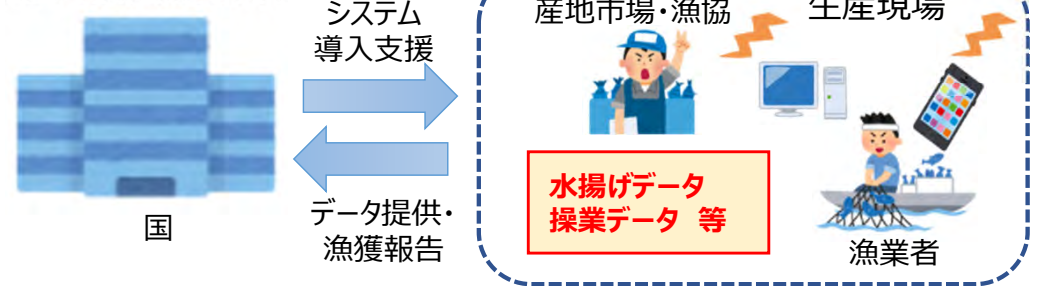 システム
導入支援
国
データ提供・
漁獲報告
産地市場・漁協
生産現場
水揚げデータ
操業データ 等
漁業者